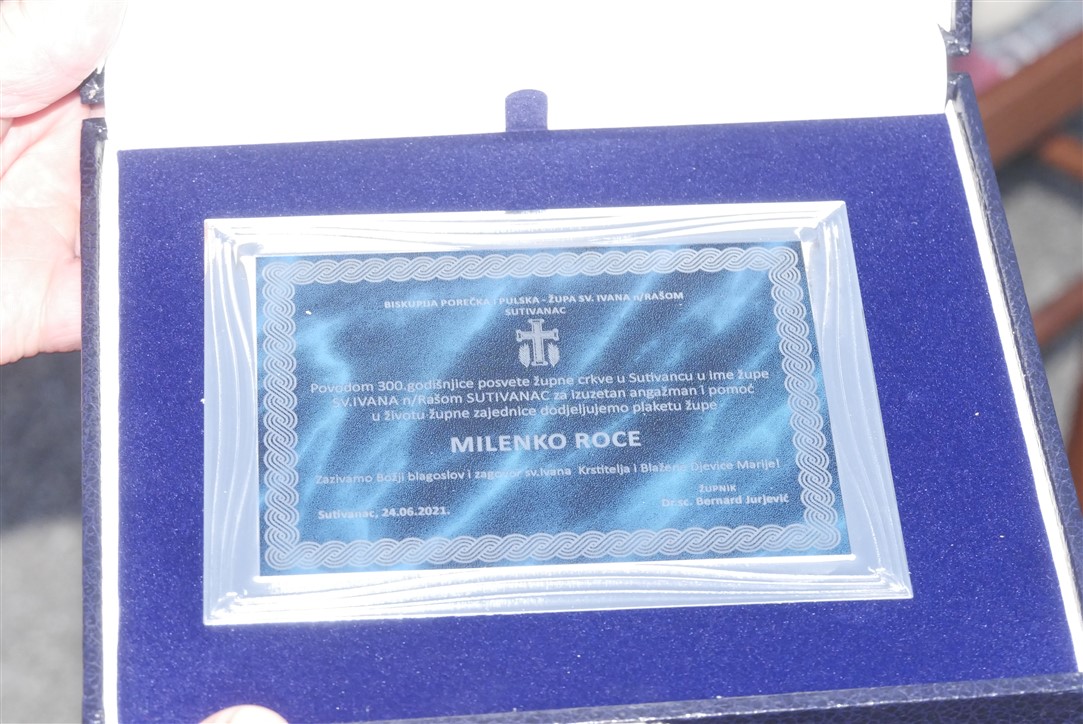 BISKUPIJA POREČKA I PULSKA - ŽUPA SV. IVANA n/RAŠOM
SUTIVANAC
Povodom 300.godišnjice posvete župne crkve u Sutivancu u ime župe
SV.IVANA n/Rašom SUTIVANAC za izuzetan angažman i pomoć
u životu župne zajednice dodjeljujemo plaketu župe
MILENKO ROCE
Zazivamo Božji blagoslov i zagovor sv.Ivana Krstitelja i Blažene Djevice Marije!
ŽUPNIK
Dr.sc. Bernard Jurjević
Sutivanac, 24.06.2021.